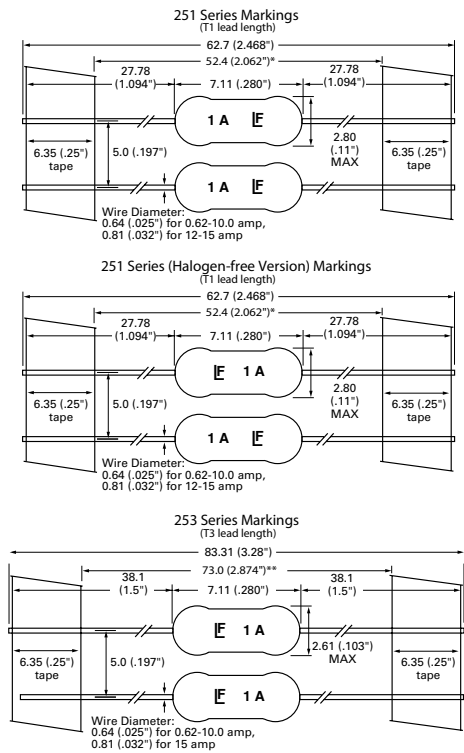 251 Series Markings
(T1 lead length)
62.7 (2.468")
52.4 (2.062")*
27.78
(1.094")
7.11 (.280")
27.78
(1.094")
1 A LF
6.35 (.25")
tape
5.0 (.197")
2.80
(.11")
MAX
6.35 (.25")
tape
1 A LF
Wire Diameter:
0.64 (.025") for 0.62-10.0 amp,
0.81 (.032") for 12-15 amp
251 Series (Halogen-free Version) Markings
(T1 lead length)
62.7 (2.468")
52.4 (2.062")*
27.78
(1.094")
7.11 (.280")
27.78
(1.094")
LF 1 A
6.35 (.25")
tape
5.0 (.197")
2.80
(.11")
MAX
6.35 (.25")
tape
1 A LF
Wire Diameter:
0.64 (.025") for 0.62-10.0 amp,
0.81 (.032") for 12-15 amp
253 Series Markings
(T3 lead length)
83.31 (3.28")
73.0 (2.874")**
38.1
(1.5")
7.11 (.280")
38.1
(1.5")
LF 1 A
6.35 (.25")
tape
5.0 (.197")
2.61 (.103")
MAX
6.35 (.25")
tape
LF 1 A
Wire Diameter:
0.64 (.025") for 0.62-10.0 amp,
0.81 (.032") for 15 amp